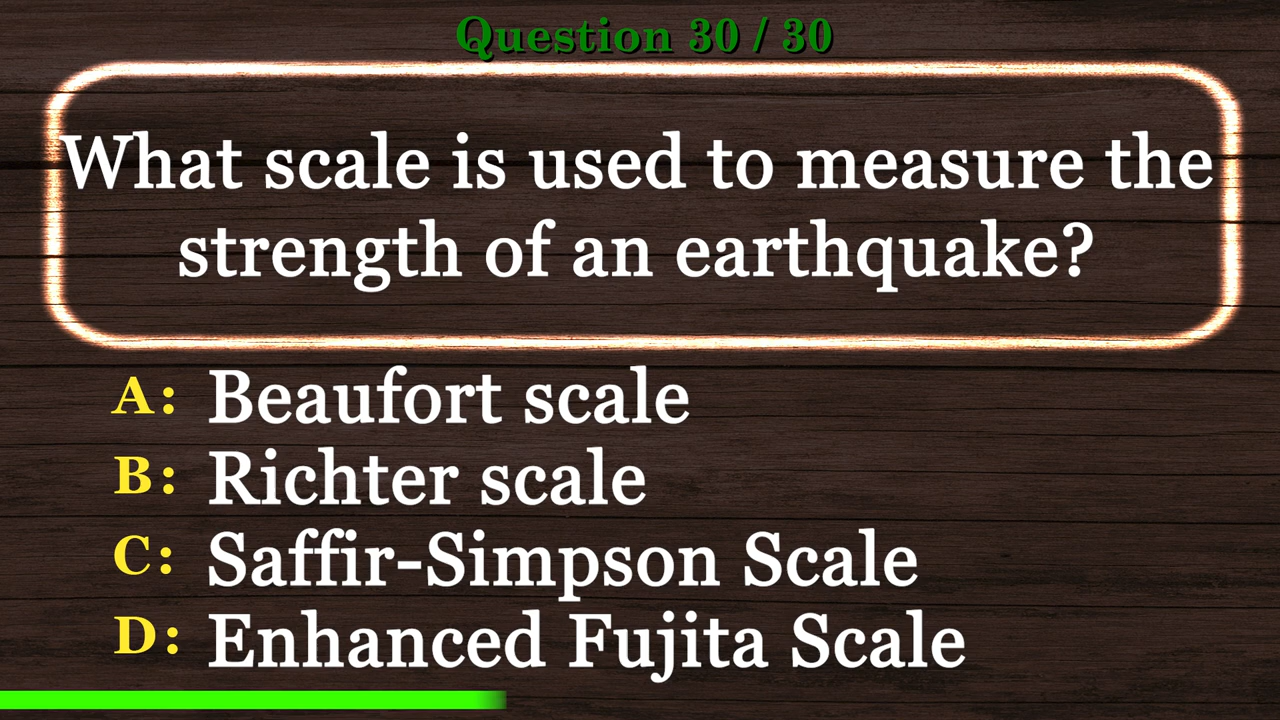 Question 30 / 30
What scale is used to measure the
strength of an earthquake?
A: Beaufort scale
B: Richter scale
C: Saffir-Simpson Scale
D: Enhanced Fujita Scale